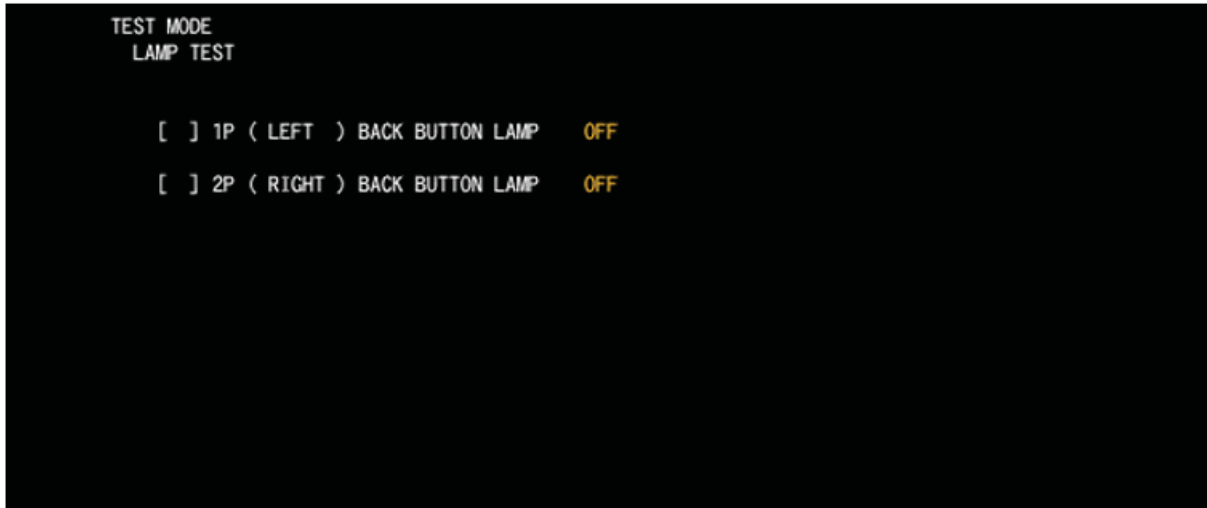 TEST MODE
LAMP TEST
[ ] 1P ( LEFT ) BACK BUTTON LAMP OFF
[ ] 2P ( RIGHT ) BACK BUTTON LAMP OFF